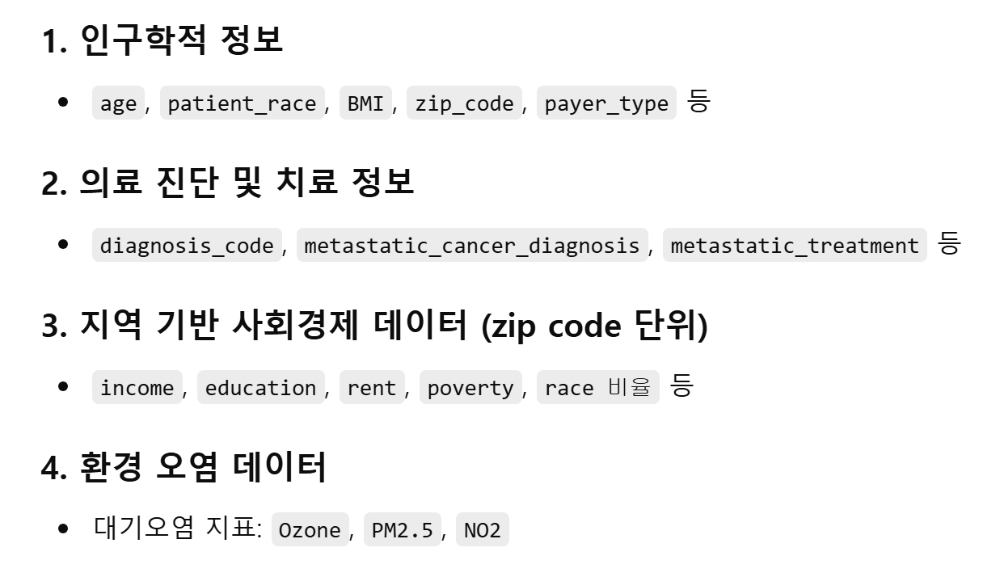 1. 인구학적 정보
• age, patient_race, BMI, zip_code, payer_type 등
2. 의료 진단 및 치료 정보
• diagnosis_code, metastatic_cancer_diagnosis, metastatic_treatment 등
3. 지역 기반 사회경제 데이터 (zip code 단위)
• income, education, rent, poverty, race 비율 등
4. 환경 오염 데이터
• 대기오염 지표: Ozone, PM2.5, NO2